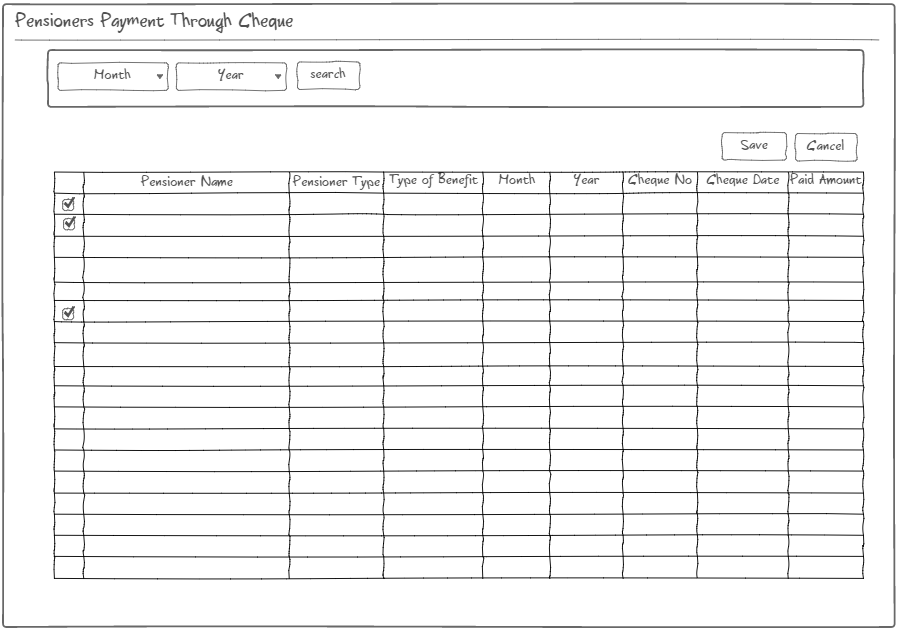 Pensioners Payment Through Cheque
Month Year search
Save Cancel
Pensioner Name Pensioner Type Type of Benefit Month Year Cheque No Cheque Date Paid Amount